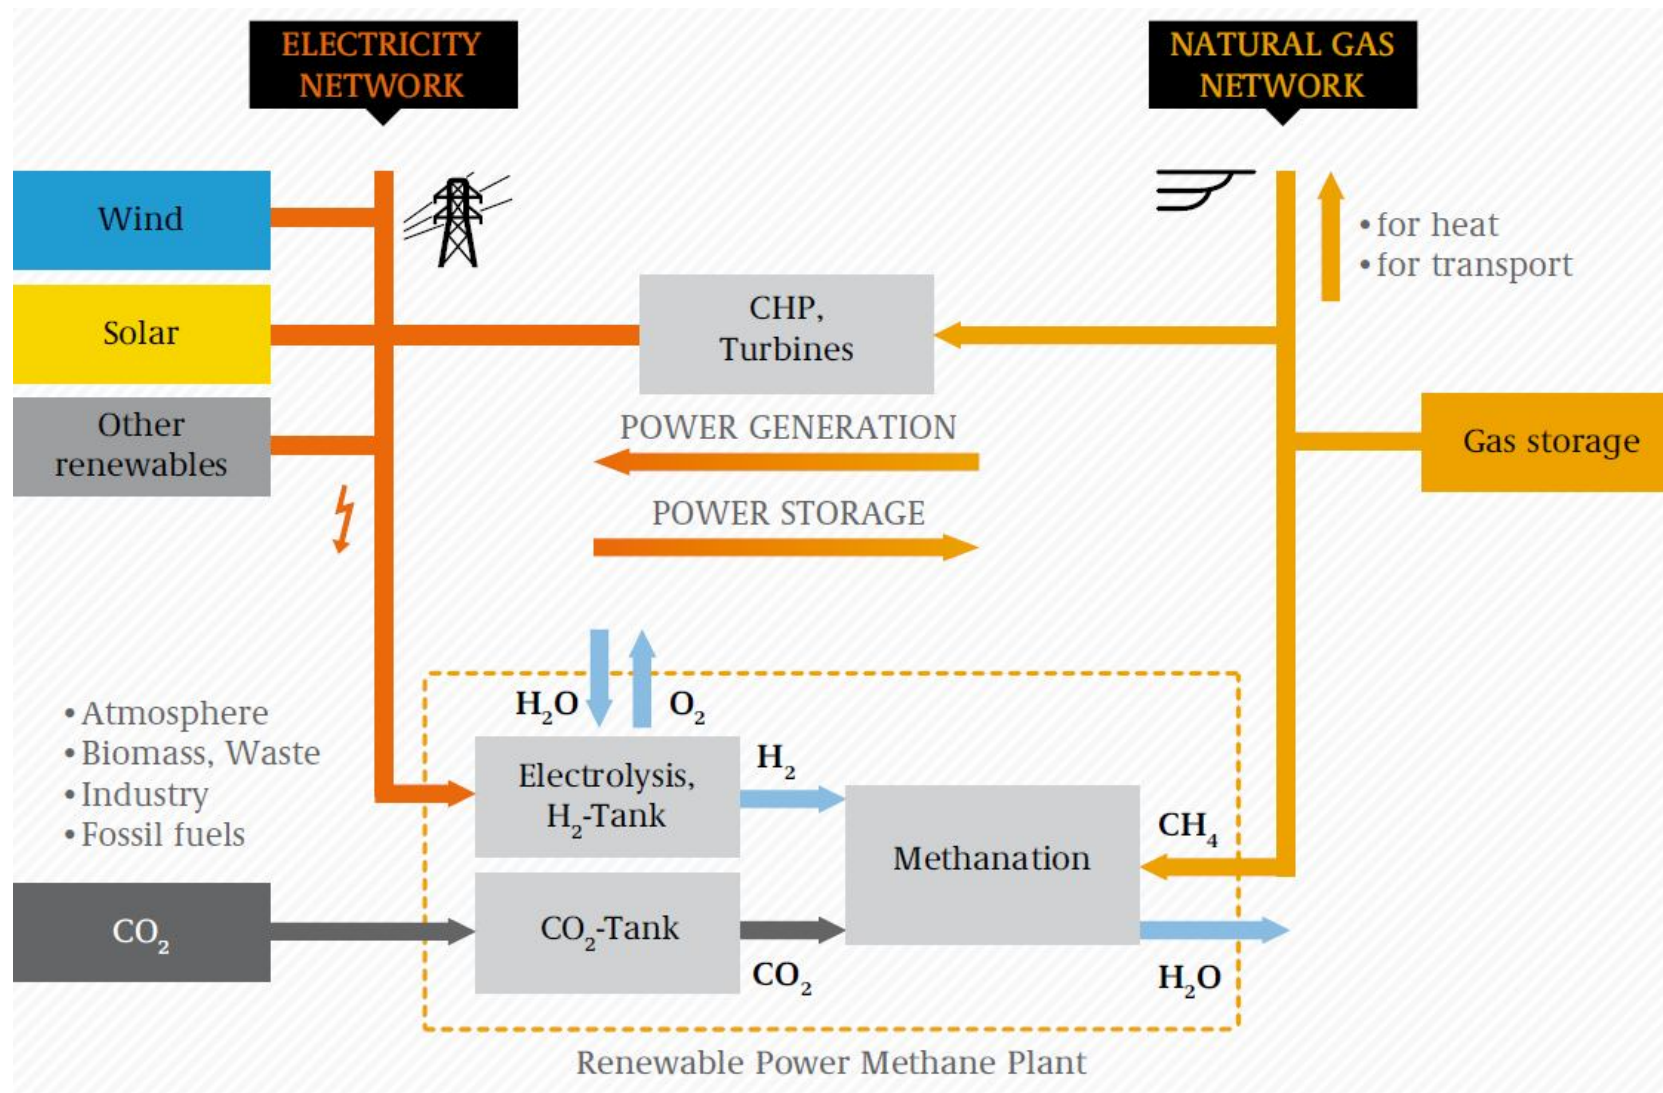 ELECTRICITY
NETWORK
NATURAL GAS
NETWORK
Wind
Solar
Other
renewables
CHP,
Turbines
• for heat
• for transport
Gas storage
POWER GENERATION
POWER STORAGE
• Atmosphere
• Biomass, Waste
• Industry
• Fossil fuels
H₂O
O₂
Electrolysis,
H₂-Tank
H₂
Methanation
CH₄
CO₂
CO₂-Tank
CO₂
H₂O
Renewable Power Methane Plant